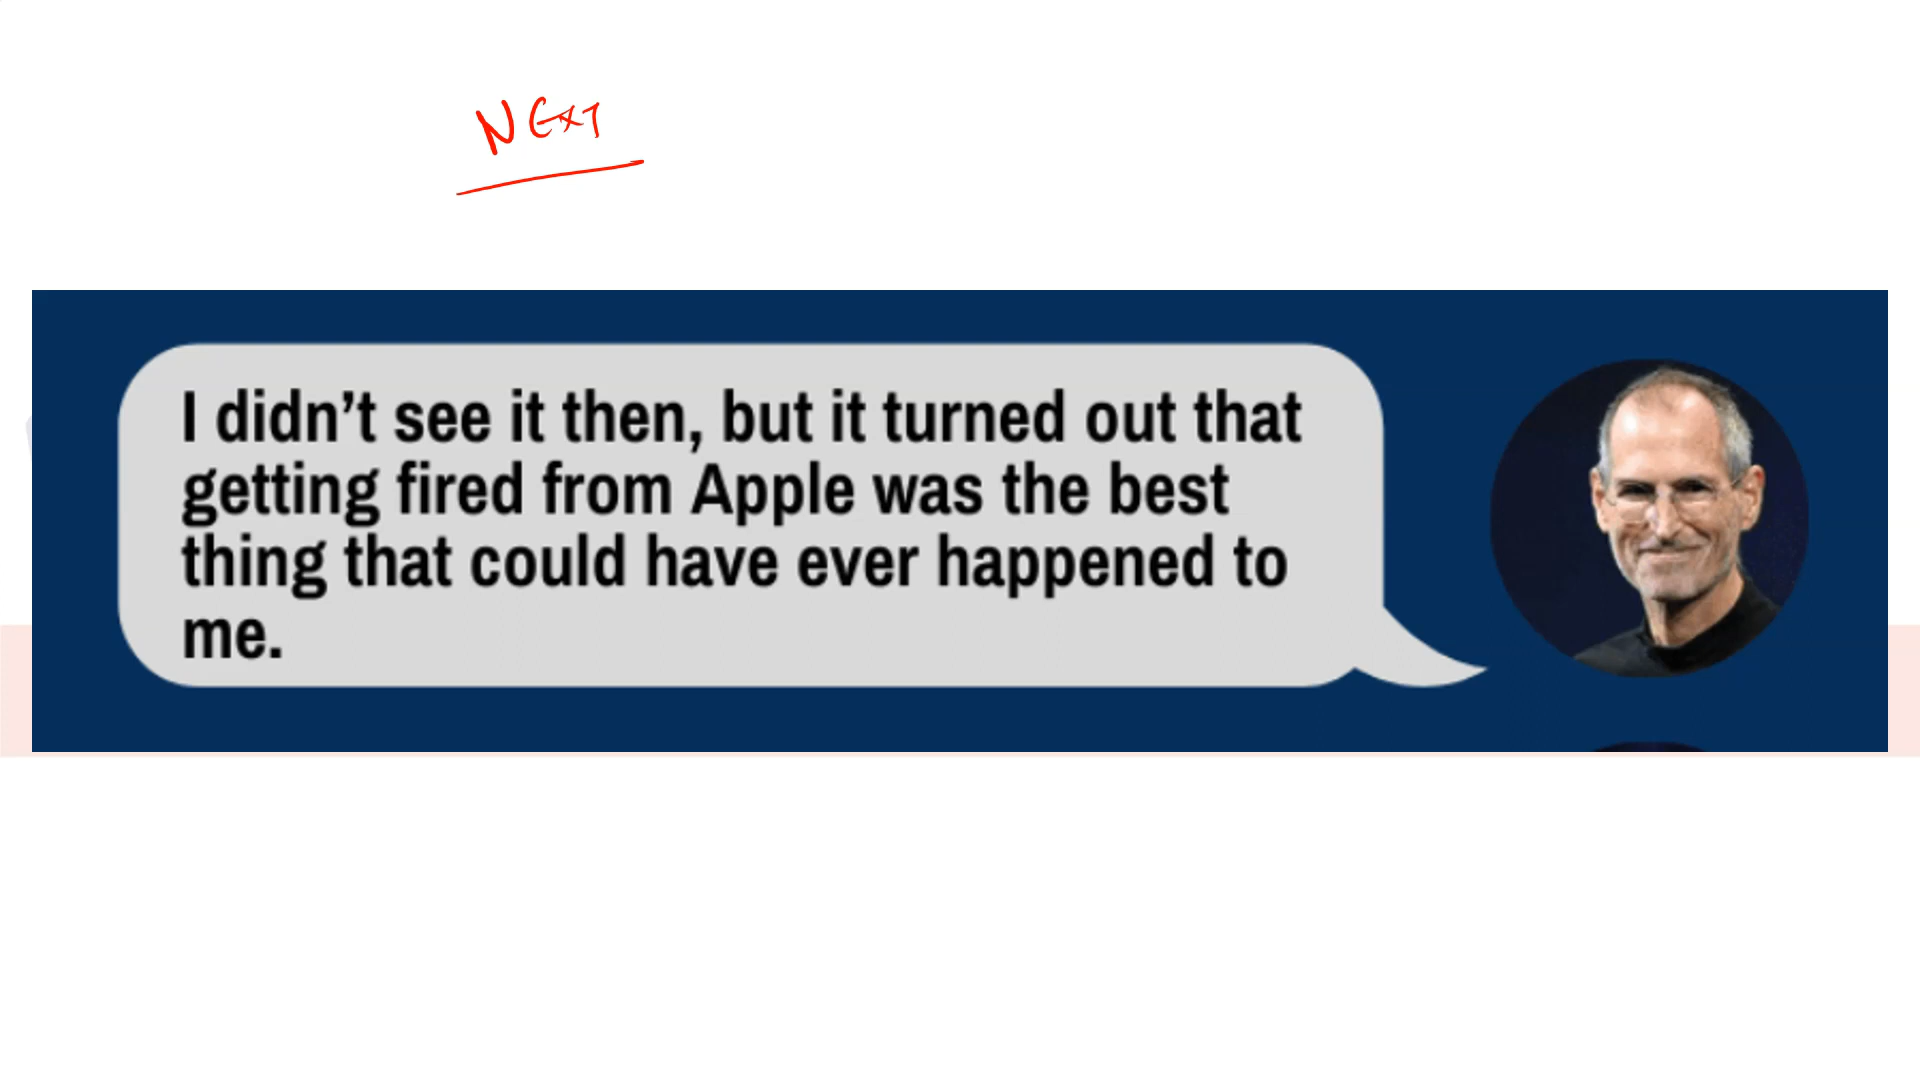 NEXT
I didn’t see it then, but it turned out that
getting fired from Apple was the best
thing that could have ever happened to
me.